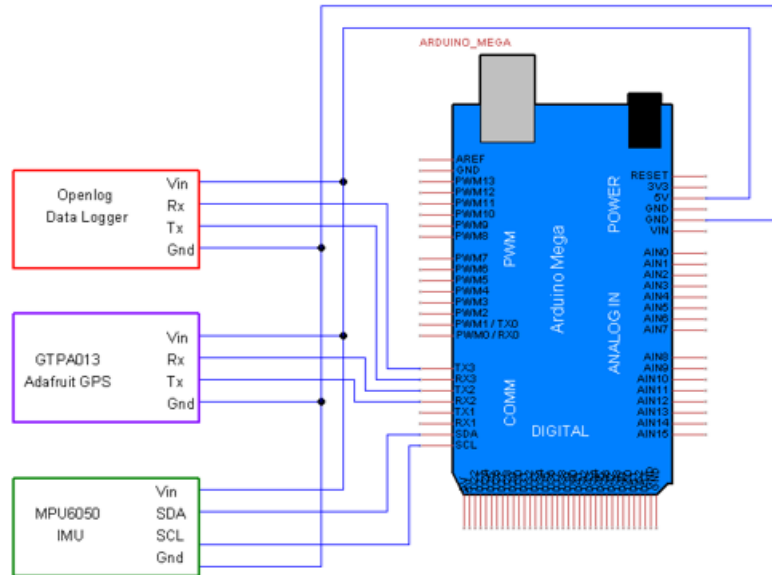 ARDUINO_MEGA
Openlog
Data Logger
Vin
Rx
Tx
Gnd
GTPA013
Adafruit GPS
Vin
Rx
Tx
Gnd
MPU6050
IMU
Vin
SDA
SCL
Gnd
AREF
GND
PWM13
PWM12
PWM11
PWM10
PWM9
PWM8
PWM7
PWM6
PWM5
PWM4
PWM3
PWM2
PWM1/TX0
PWM0/RX0
TX3
RX3
TX2
RX2
TX1
RX1
SDA
SCL
PWM
COMM
Arduino Mega
DIGITAL
POWER
ANALOG IN
RESET
3V3
5V
GND
GND
VIN
AIN0
AIN1
AIN2
AIN3
AIN4
AIN5
AIN6
AIN7
AIN8
AIN9
AIN10
AIN11
AIN12
AIN13
AIN14
AIN15